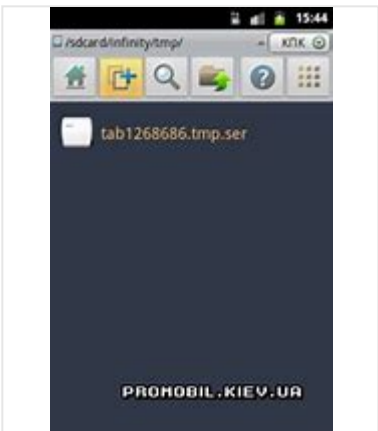 15:44
/sdcard/infinity/tmp/
КПК
tab1268686.tmp.ser
PROMOBIL.KIEV.UA